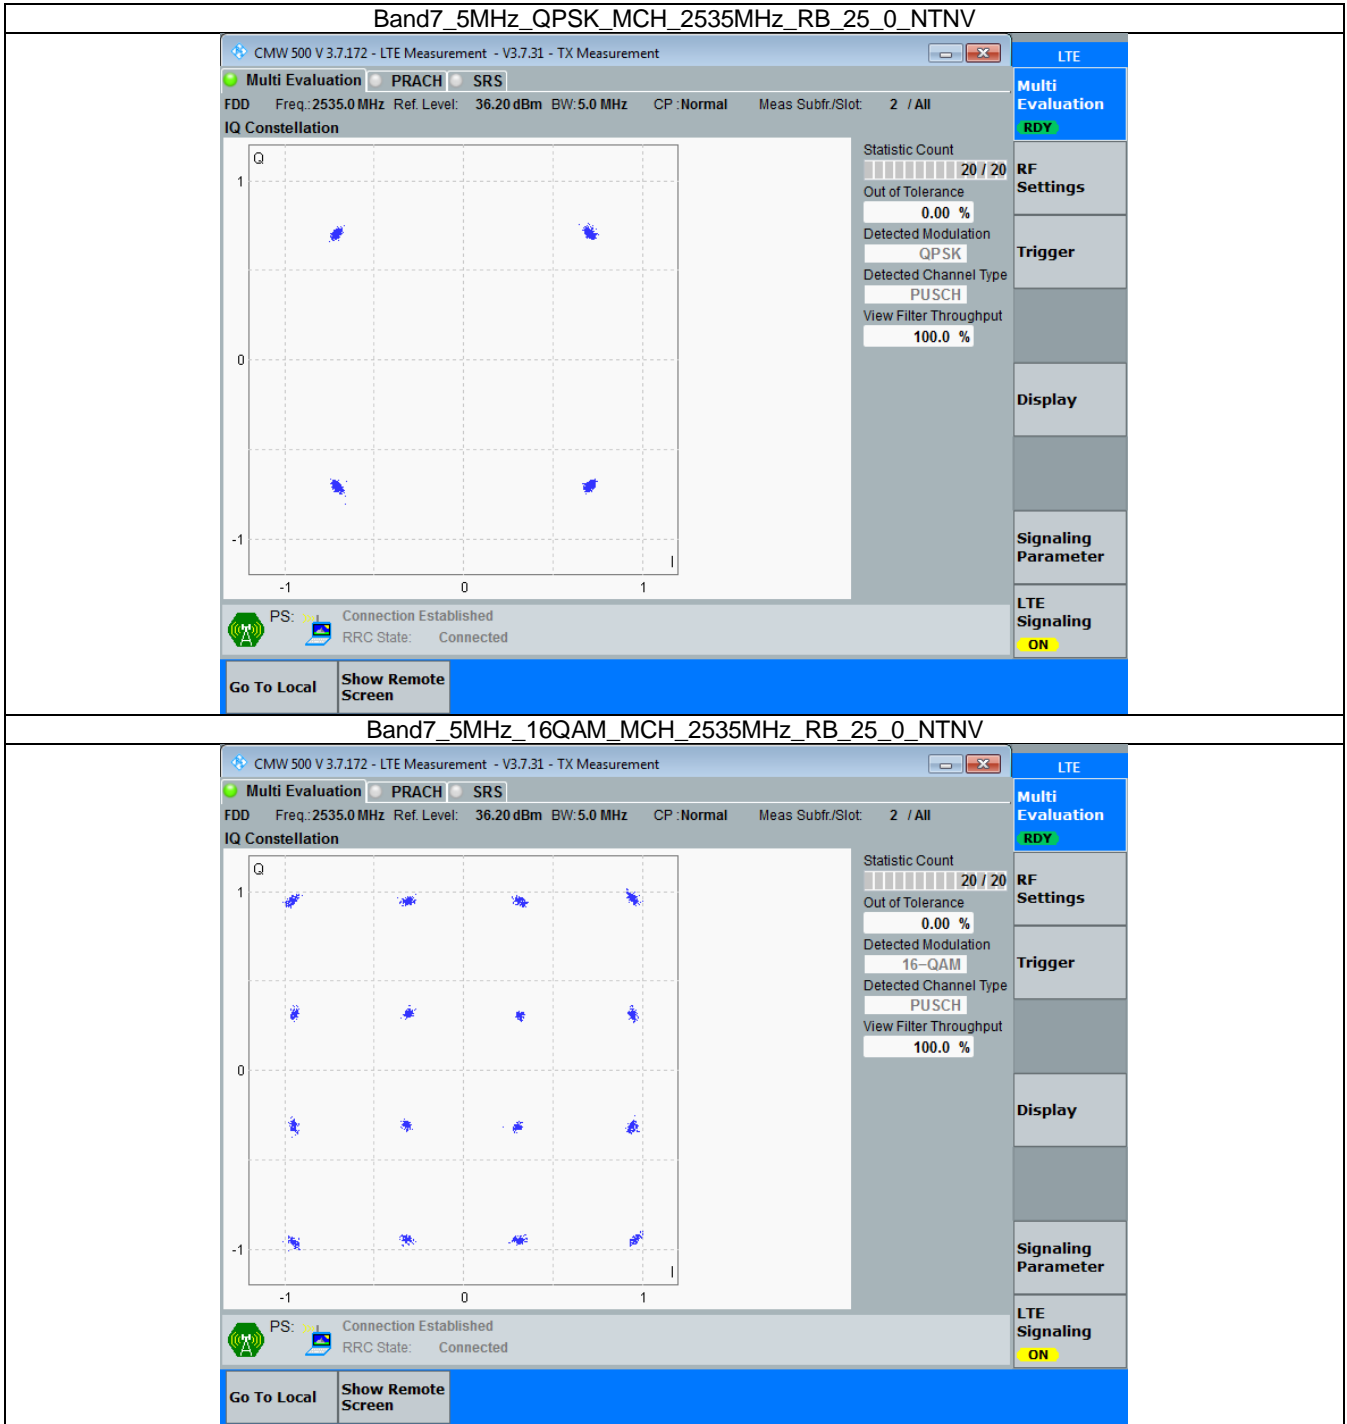 Band7_5MHz_QPSK_MCH_2535MHz_RB_25_0_NTNV
CMW 500 V 3.7.172 - LTE Measurement - V3.7.31 - TX Measurement
LTE
Multi Evaluation PRACH SRS
Multi
Evaluation
RDY
FDD Freq.: 2535.0 MHz Ref. Level: 36.20 dBm BW: 5.0 MHz CP : Normal Meas Subfr./Slot: 2 / All
IQ Constellation
Q
1
0
-1
-1 0 1
I
Statistic Count
20 / 20
Out of Tolerance
0.00 %
Detected Modulation
QPSK
Detected Channel Type
PUSCH
View Filter Throughput
100.0 %
RF
Settings
Trigger
Display
Signaling
Parameter
LTE
Signaling
ON
PS: Connection Established
RRC State: Connected
Go To Local
Show Remote
Screen
Band7_5MHz_16QAM_MCH_2535MHz_RB_25_0_NTNV
CMW 500 V 3.7.172 - LTE Measurement - V3.7.31 - TX Measurement
LTE
Multi Evaluation PRACH SRS
Multi
Evaluation
RDY
FDD Freq.: 2535.0 MHz Ref. Level: 36.20 dBm BW: 5.0 MHz CP : Normal Meas Subfr./Slot: 2 / All
IQ Constellation
Q
1
0
-1
-1 0 1
I
Statistic Count
20 / 20
Out of Tolerance
0.00 %
Detected Modulation
16-QAM
Detected Channel Type
PUSCH
View Filter Throughput
100.0 %
RF
Settings
Trigger
Display
Signaling
Parameter
LTE
Signaling
ON
PS: Connection Established
RRC State: Connected
Go To Local
Show Remote
Screen